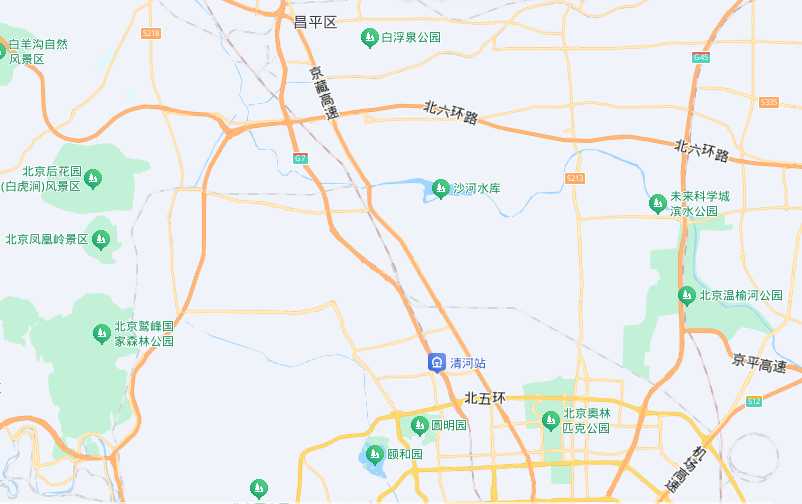 昌平区
白浮泉公园
白羊沟自然
风景区
S218
G45
京藏高速
S335
北六环路
北六环路
G7
北京后花园
(白虎涧)风景区
沙河水库
S213
未来科学城
滨水公园
北京凤凰岭景区
北京温榆河公园
北京鹫峰国
家森林公园
清河站
京平高速
北五环
S12
北京奥林
匹克公园
圆明园
颐和园
机场高速